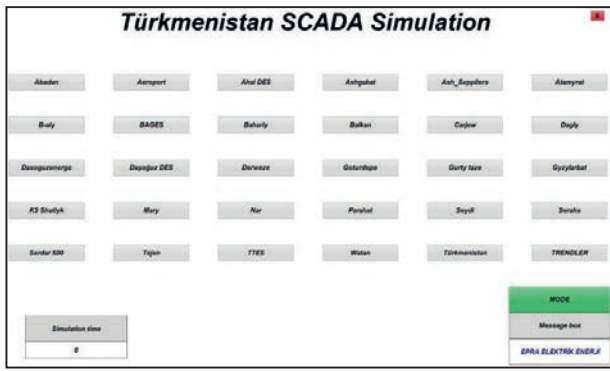 Türkmenistan SCADA Simulation
X
Abadan Aeroport Ahal DES Ashgabat Ash_Suppliers Atamyrat
Buzly BAGES Baharly Balkan Carjew Dagly
Dasoguzenergo Daşoguz DES Derweze Goturdepe Gurty taze Gyzylarbat
KS Shatlyk Mary Nar Parahat Seydi Serahs
Serdar 500 Tejen TTES Watan Türkmenistan TRENDLER
MODE
Simulation time
Message box
0
EPRA ELEKTRİK ENERJİ